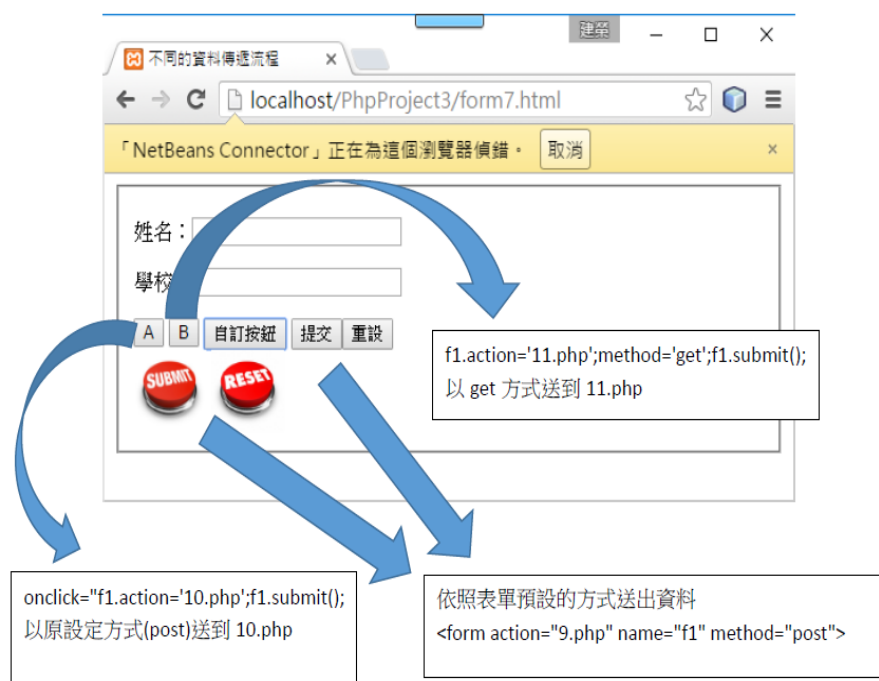 建榮
不同的資料傳遞流程
localhost/PhpProject3/form7.html
「NetBeans Connector」正在為這個瀏覽器偵錯。 取消
姓名：
學校
A B 自訂按鈕 提交 重設
SUBMIT RESET
f1.action='11.php';method='get';f1.submit();
以 get 方式送到 11.php
onclick="f1.action='10.php';f1.submit();
以原設定方式(post)送到 10.php
依照表單預設的方式送出資料
<form action="9.php" name="f1" method="post">